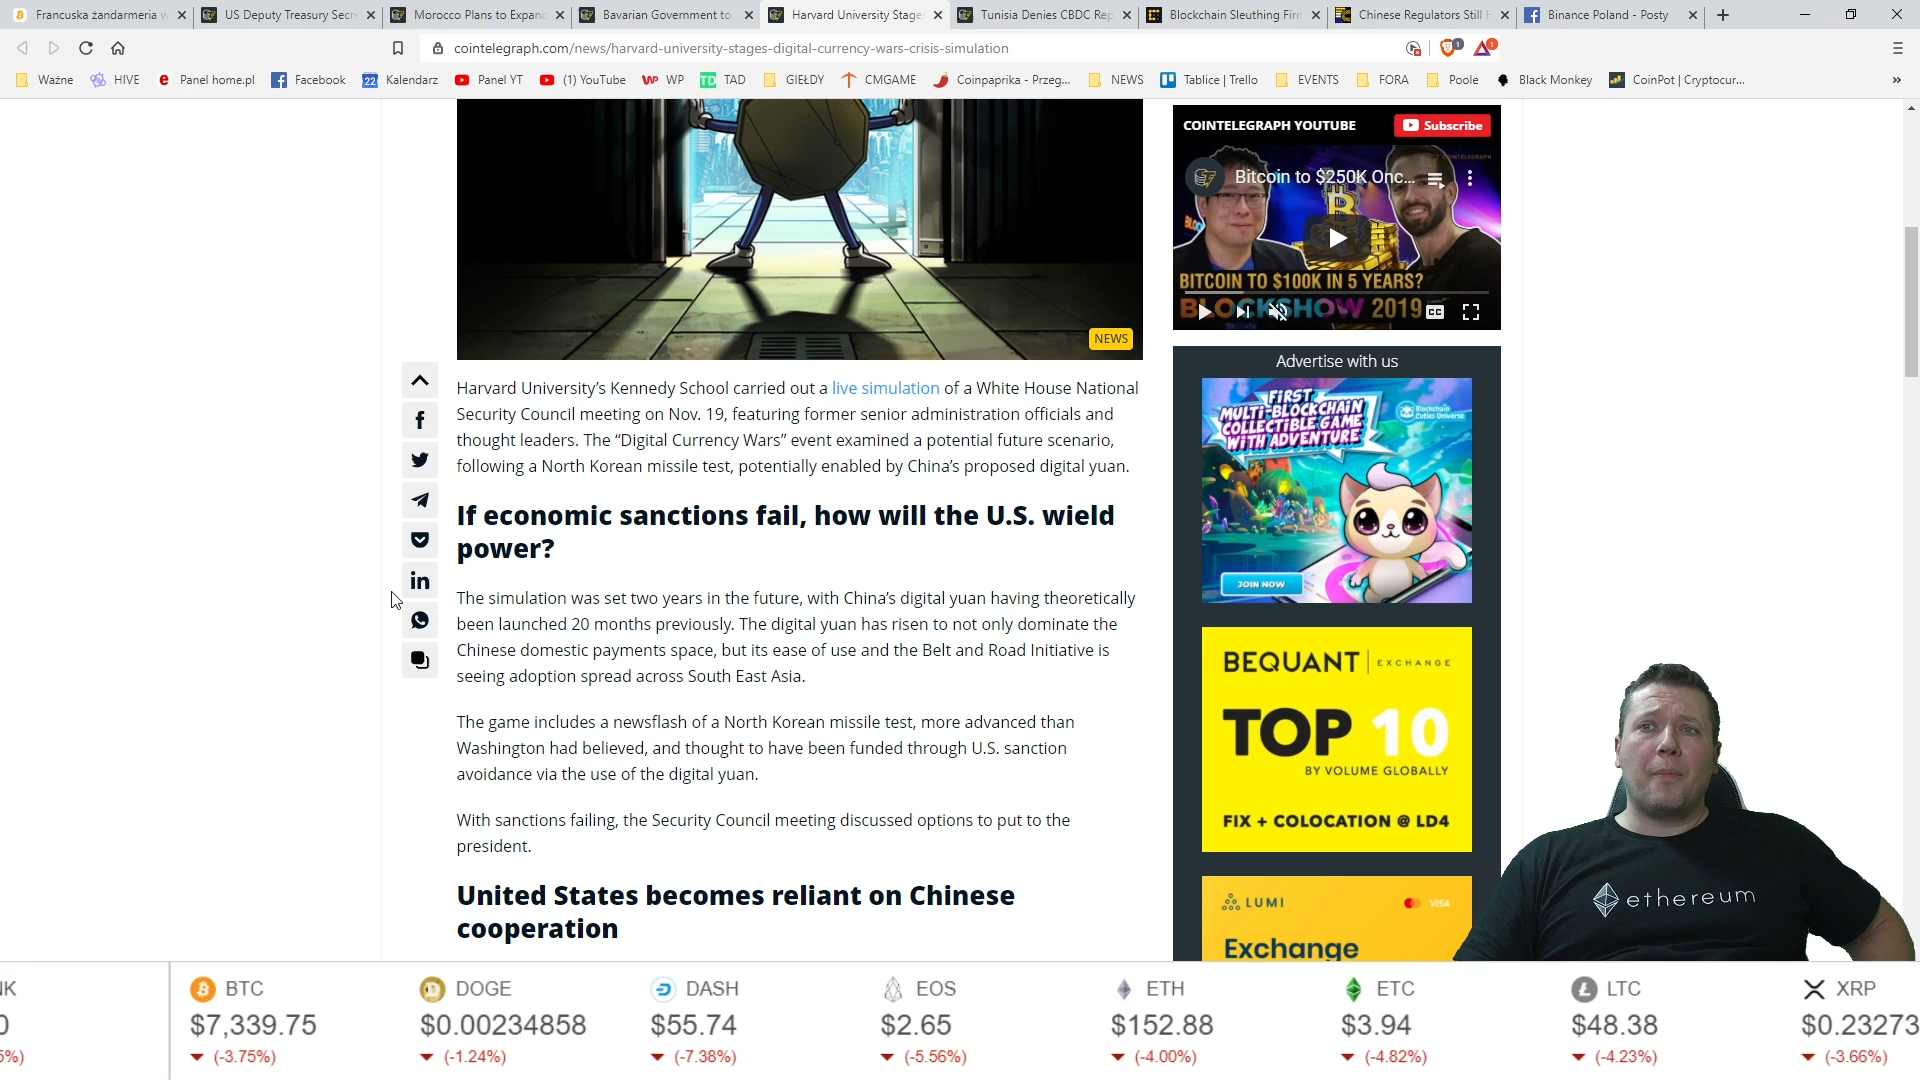 Francuska żandarmeria w
US Deputy Treasury Secre
Morocco Plans to Expand
Bavarian Government to
Harvard University Stages
Tunisia Denies CBDC Rep
Blockchain Sleuthing Firm
Chinese Regulators Still H
Binance Poland - Posty
cointelegraph.com/news/harvard-university-stages-digital-currency-wars-crisis-simulation
1
1
Ważne
HIVE
Panel home.pl
Facebook
22 Kalendarz
Panel YT
(1) YouTube
WP WP
TD TAD
GIEŁDY
CMGAME
Coinpaprika - Przeg...
NEWS
Tablice | Trello
EVENTS
FORA
Poole
Black Monkey
CoinPot | Cryptocur...
»
NEWS
COINTELEGRAPH YOUTUBE
Subscribe
Bitcoin to $250K Onc...
BITCOIN TO $100K IN 5 YEARS?
BLOCKSHOW 2019
CC
Harvard University’s Kennedy School carried out a live simulation of a White House National
Security Council meeting on Nov. 19, featuring former senior administration officials and
thought leaders. The “Digital Currency Wars” event examined a potential future scenario,
following a North Korean missile test, potentially enabled by China’s proposed digital yuan.
If economic sanctions fail, how will the U.S. wield
power?
The simulation was set two years in the future, with China’s digital yuan having theoretically
been launched 20 months previously. The digital yuan has risen to not only dominate the
Chinese domestic payments space, but its ease of use and the Belt and Road Initiative is
seeing adoption spread across South East Asia.
The game includes a newsflash of a North Korean missile test, more advanced than
Washington had believed, and thought to have been funded through U.S. sanction
avoidance via the use of the digital yuan.
With sanctions failing, the Security Council meeting discussed options to put to the
president.
United States becomes reliant on Chinese
cooperation
Advertise with us
FIRST
MULTI-BLOCKCHAIN
COLLECTIBLE GAME
WITH ADVENTURE
Blockchain
Cuties Universe
JOIN NOW
BEQUANT | EXCHANGE
TOP 10
BY VOLUME GLOBALLY
FIX + COLOCATION @ LD4
LUMI
VISA
Exchange
ethereum
BTC
$7,339.75
(-3.75%)
DOGE
$0.00234858
(-1.24%)
DASH
$55.74
(-7.38%)
EOS
$2.65
(-5.56%)
ETH
$152.88
(-4.00%)
ETC
$3.94
(-4.82%)
LTC
$48.38
(-4.23%)
XRP
$0.23273
(-3.66%)